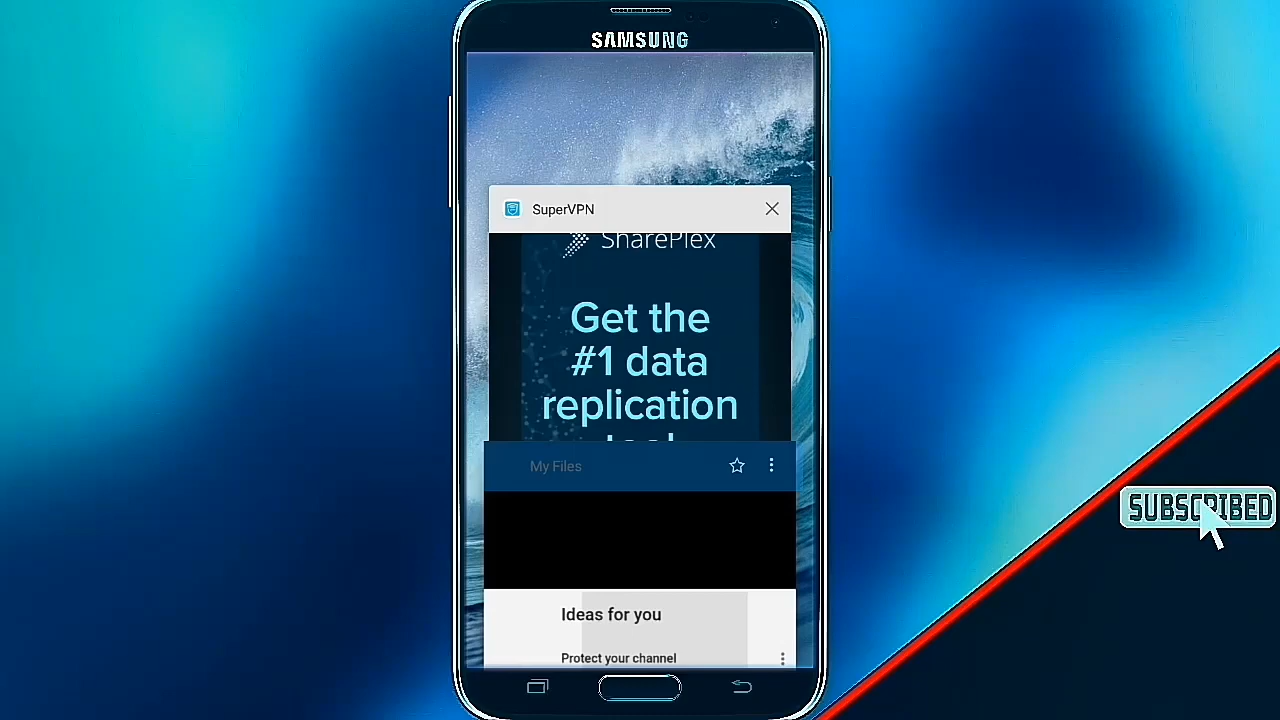 SAMSUNG
SuperVPN
SharePlex
Get the
#1 data
replication
My Files
SUBSCRIBED
Ideas for you
Protect your channel